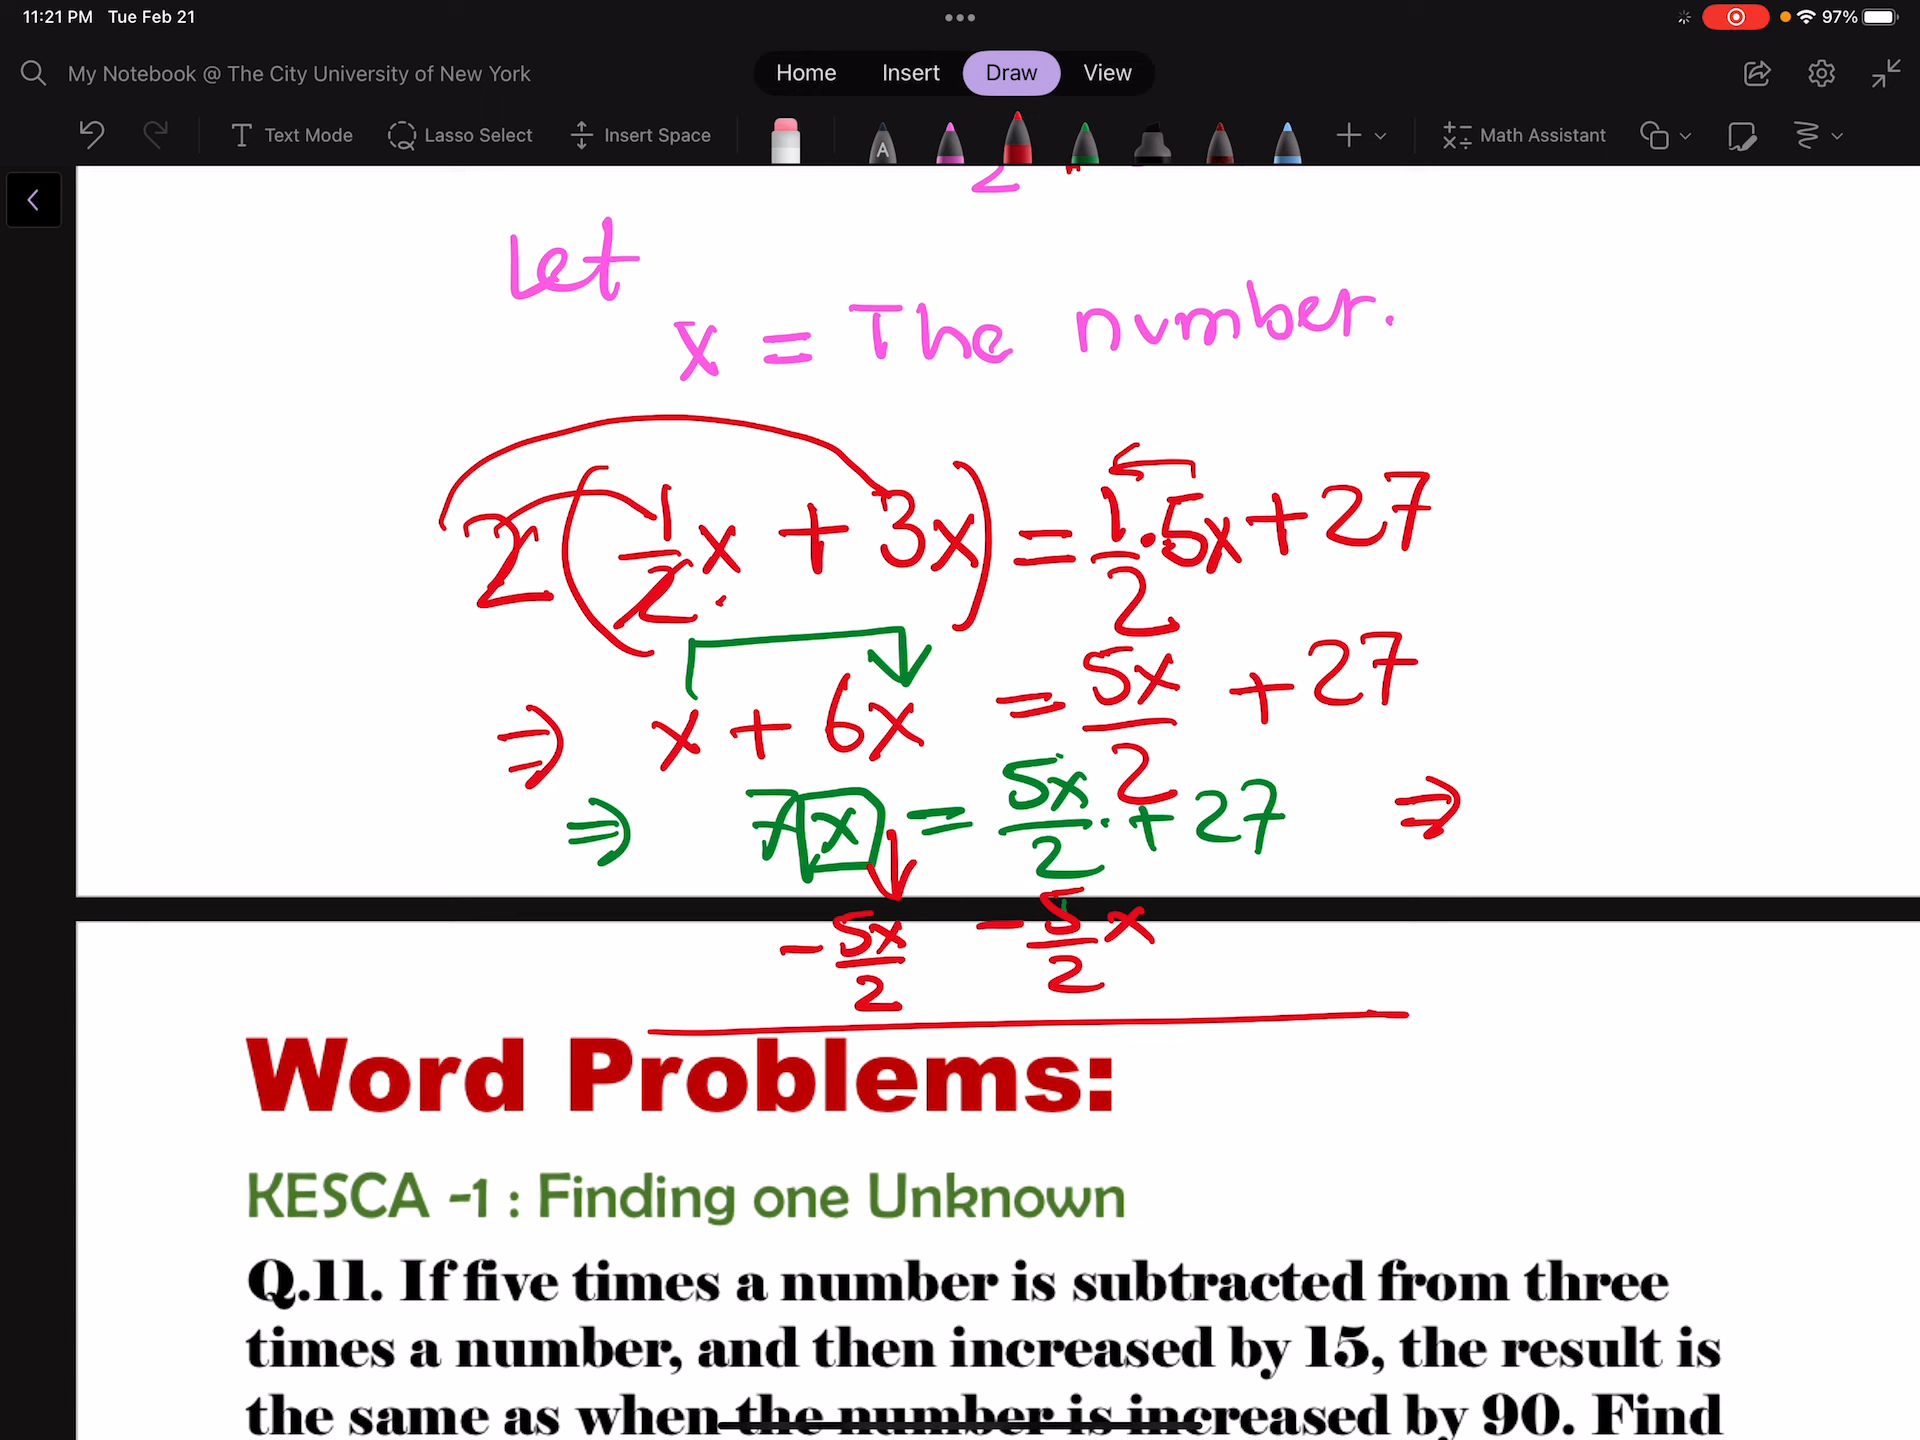 11:21 PM Tue Feb 21
97%
My Notebook @ The City University of New York
Home Insert Draw View
Text Mode Lasso Select Insert Space A Math Assistant
2
Let
x = The number.
2(1/2 x + 3x) = 1/2 · 5x + 27
⇒ x + 6x = 5x/2 + 27
⇒ 7x = 5x/2 + 27 ⇒
- 5x/2 - 5/2 x
Word Problems:
KESCA -1 : Finding one Unknown
Q.11. If five times a number is subtracted from three
times a number, and then increased by 15, the result is
the same as when the number is increased by 90. Find